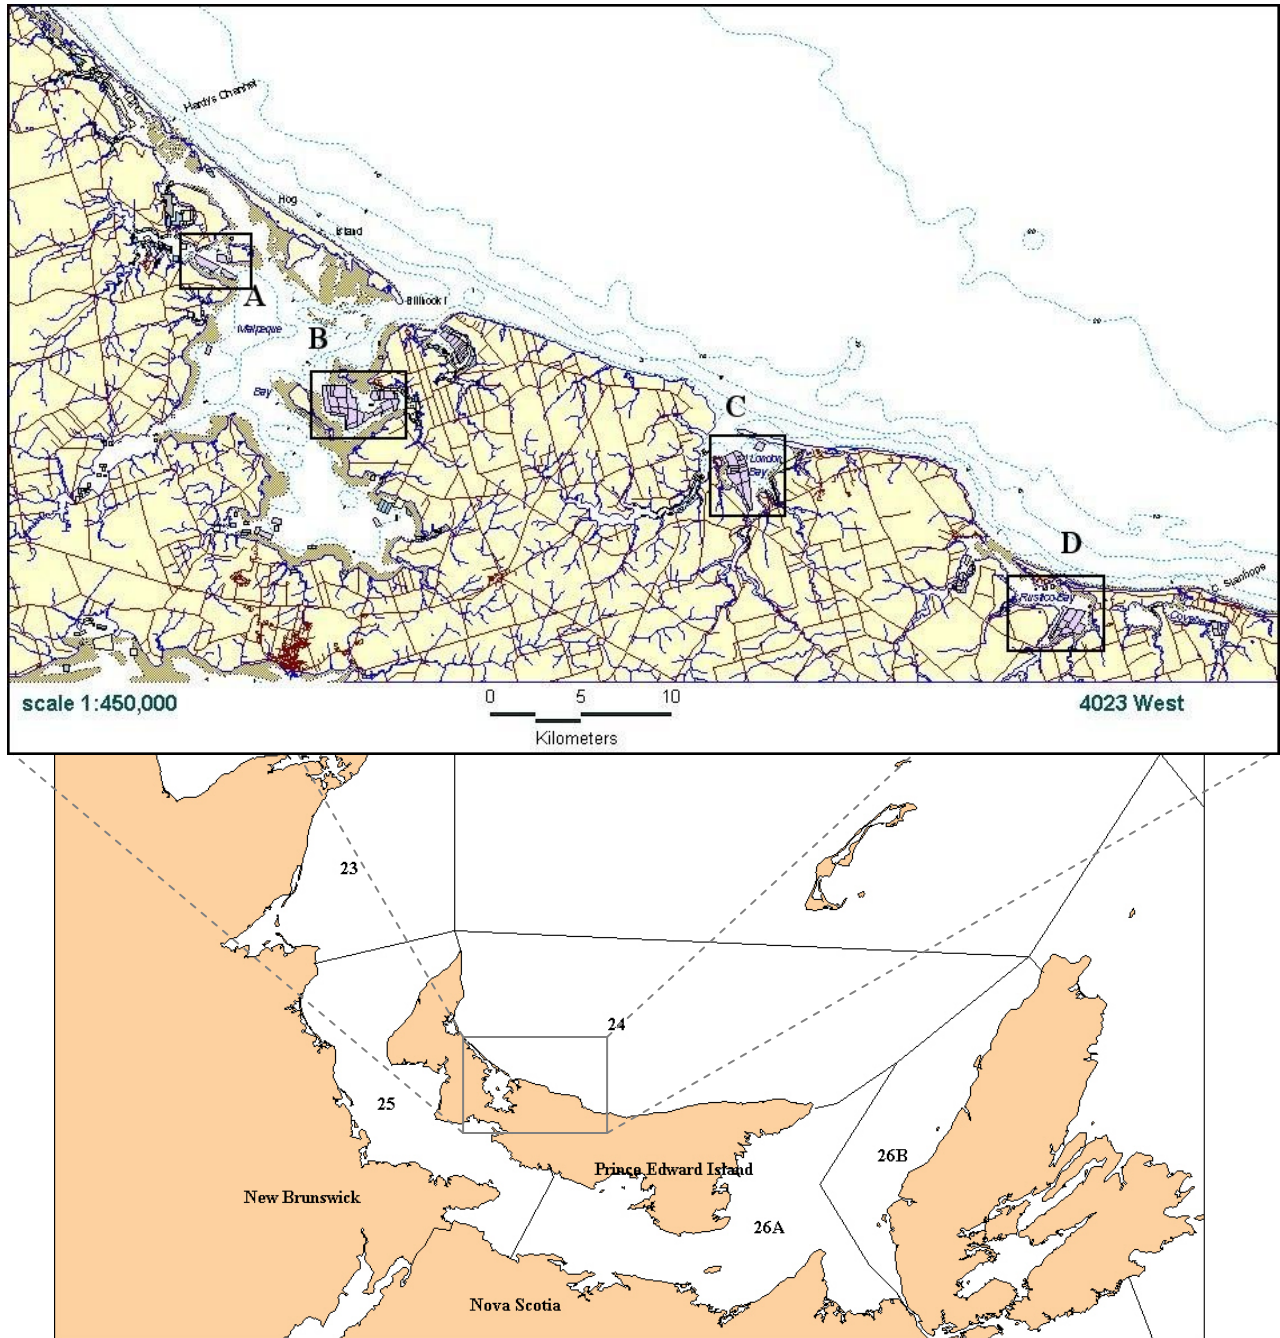 Hardys Channel
Hog
Island
Billhook I
A
Malpeque
B
Bay
C
London
Bay
D
C. Stanhope
Rustico Bay
scale 1:450,000
0 5 10
Kilometers
4023 West
23
24
25
26B
Prince Edward Island
New Brunswick
26A
Nova Scotia